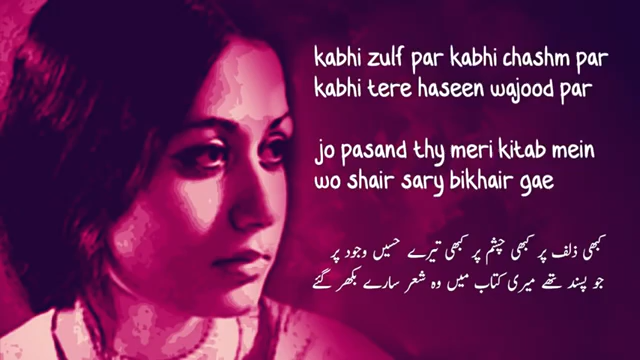 kabhi zulf par kabhi chashm par
kabhi tere haseen wajood par
jo pasand thy meri kitab mein
wo shair sary bikhair gae
کبھی ذلف پر کبھی چشم پر کبھی تیرے حسیں وجود پر
جو پسند تھے میری کتاب میں وہ شعر سارے بکھر گئے